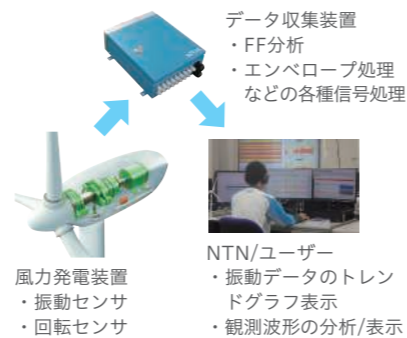 データ収集装置
・FF分析
・エンベロープ処理
などの各種信号処理
NTN
風力発電装置
・振動センサ
・回転センサ
NTN/ユーザー
・振動データのトレン
ドグラフ表示
・観測波形の分析/表示